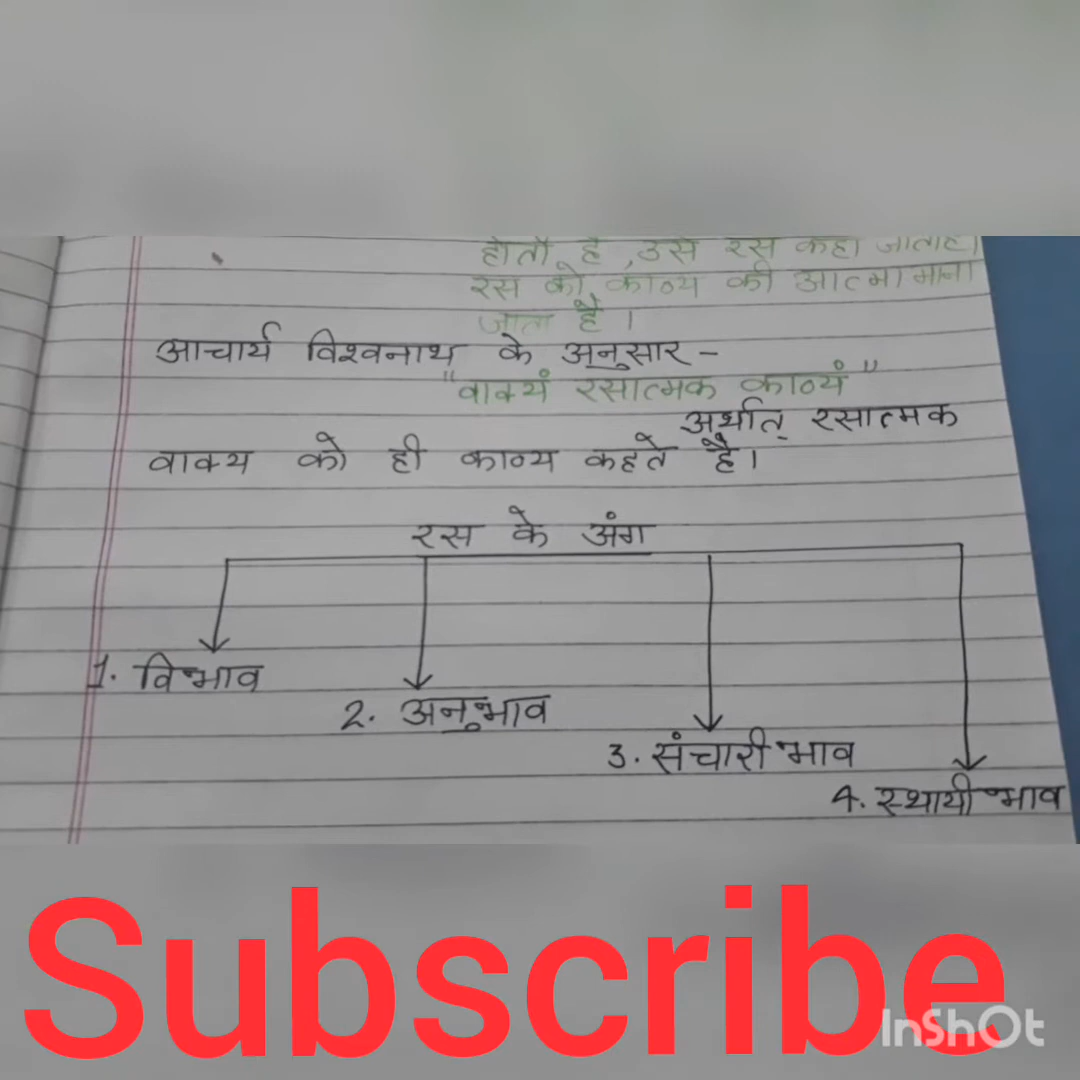 होती है ,उसे रस कहा जाता है।
रस को काव्य की आत्मा माना
जाता है ।
आचार्य विश्वनाथ के अनुसार -
"वाक्यं रसात्मक काव्यं"
अर्थात् रसात्मक
वाक्य को ही काव्य कहते है।
रस के अंग
1. विभाव
2. अनुभाव
3. संचारी भाव
4. स्थायी भाव
Subscribe
InShOt